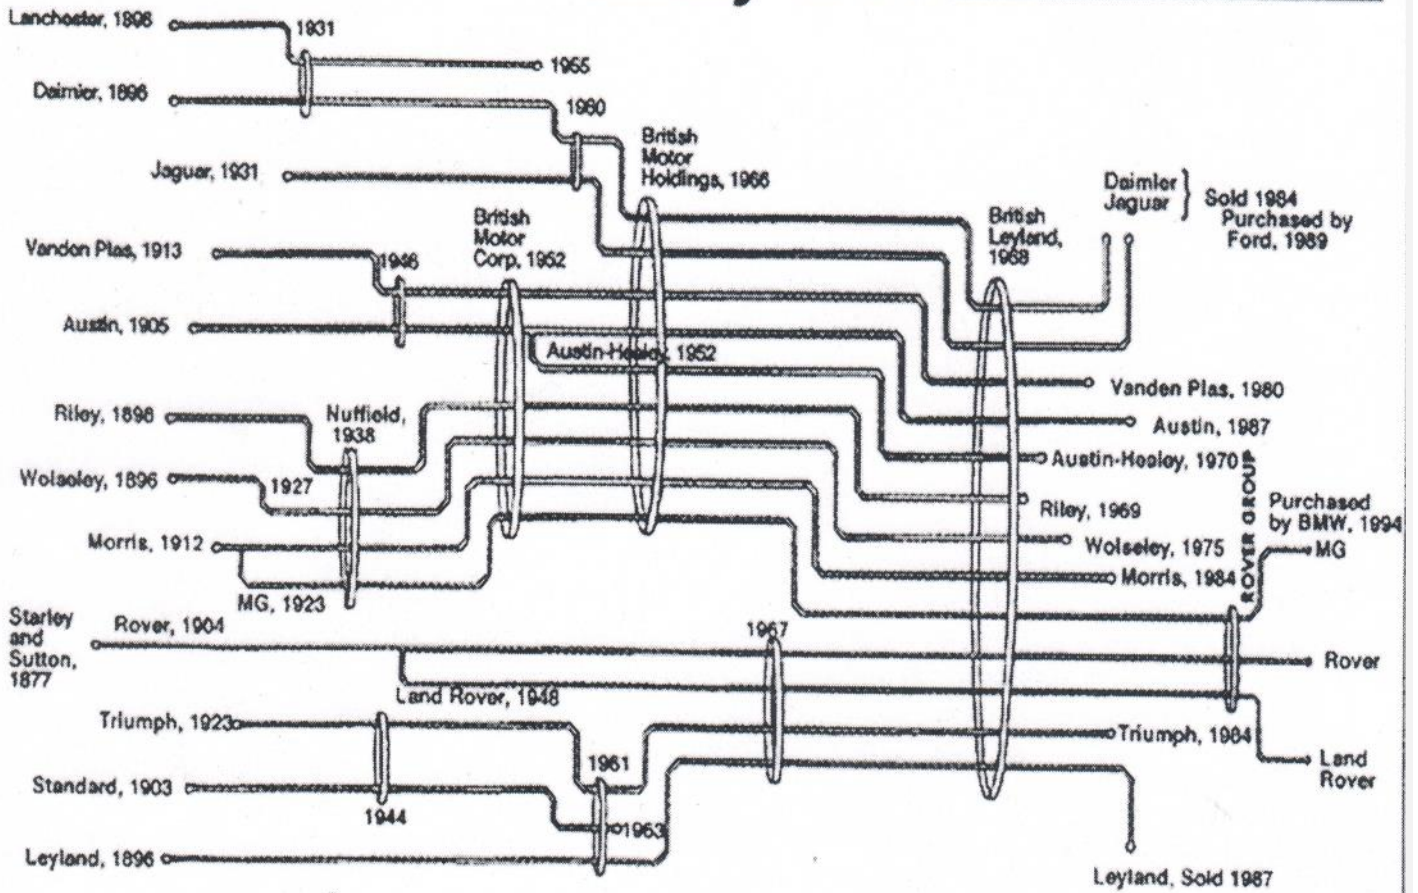 Lanchester, 1896
1931
1955
Daimler, 1896
1960
British
Motor
Holdings, 1966
Jaguar, 1931
Daimler
Jaguar
Sold 1984
Purchased by
Ford, 1989
British
Motor
Corp, 1952
British
Leyland,
1968
Vanden Plas, 1913
1946
Austin, 1905
Austin-Healey, 1952
Vanden Plas, 1980
Riley, 1898
Nuffield,
1938
Austin, 1987
Wolseley, 1896
1927
Austin-Healey, 1970
ROVER GROUP
Purchased
by BMW, 1994
Riley, 1969
Morris, 1912
Wolseley, 1975
MG
MG, 1923
Morris, 1984
Starley
and
Sutton,
1877
Rover, 1904
1967
Rover
Land Rover, 1948
Triumph, 1923
Triumph, 1984
1961
Land
Rover
Standard, 1903
1944
1963
Leyland, 1896
Leyland, Sold 1987